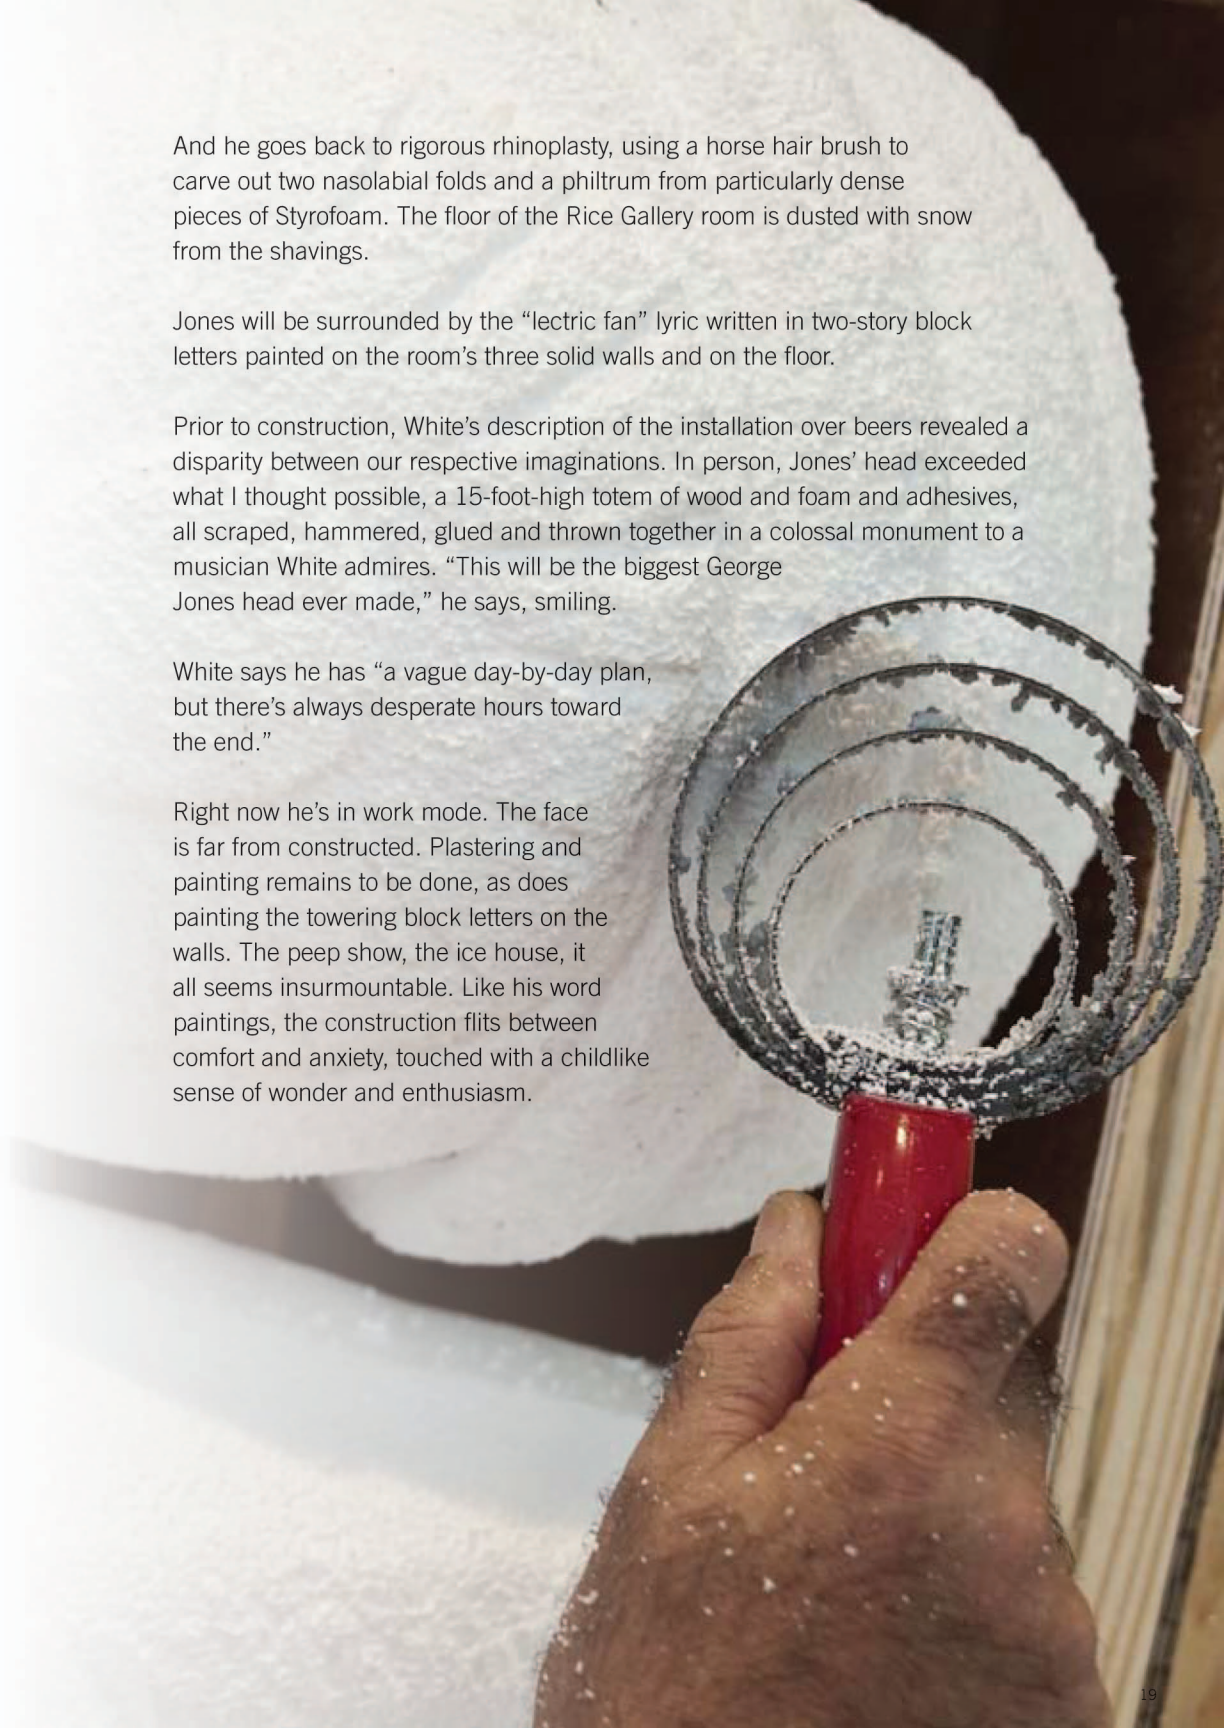 And he goes back to rigorous rhinoplasty, using a horse hair brush to
carve out two nasolabial folds and a philtrum from particularly dense
pieces of Styrofoam. The floor of the Rice Gallery room is dusted with snow
from the shavings.
Jones will be surrounded by the “lectric fan” lyric written in two-story block
letters painted on the room’s three solid walls and on the floor.
Prior to construction, White’s description of the installation over beers revealed a
disparity between our respective imaginations. In person, Jones’ head exceeded
what I thought possible, a 15-foot-high totem of wood and foam and adhesives,
all scraped, hammered, glued and thrown together in a colossal monument to a
musician White admires. “This will be the biggest George
Jones head ever made,” he says, smiling.
White says he has “a vague day-by-day plan,
but there’s always desperate hours toward
the end.”
Right now he’s in work mode. The face
is far from constructed. Plastering and
painting remains to be done, as does
painting the towering block letters on the
walls. The peep show, the ice house, it
all seems insurmountable. Like his word
paintings, the construction flits between
comfort and anxiety, touched with a childlike
sense of wonder and enthusiasm.
19